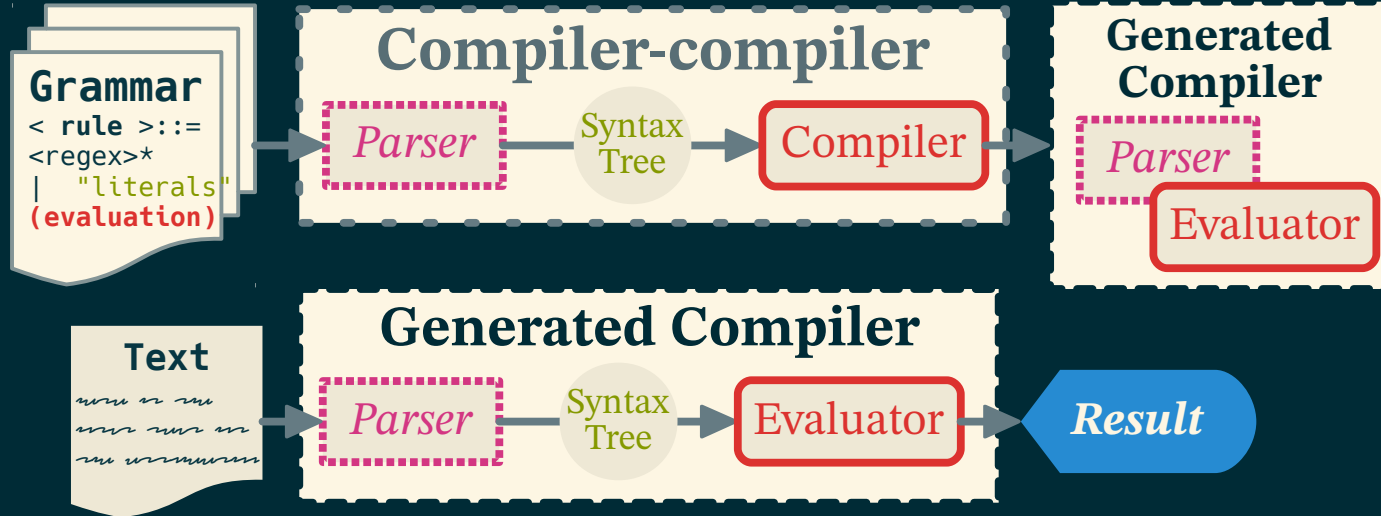 Grammar
< rule >::=
<regex>*
|  "literals"
(evaluation)
Compiler-compiler
Parser
Syntax
Tree
Compiler
Generated
Compiler
Parser
Evaluator
Text
Generated Compiler
Parser
Syntax
Tree
Evaluator
Result